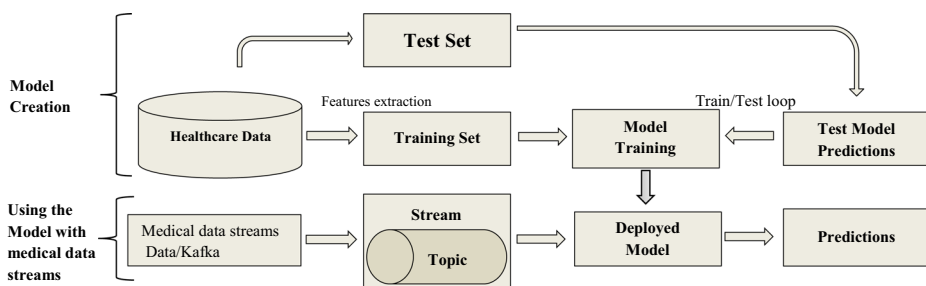 Model
Creation
Test Set
Features extraction
Train/Test loop
Healthcare Data
Training Set
Model
Training
Test Model
Predictions
Using the
Model with
medical data
streams
Medical data streams
Data/Kafka
Stream
Topic
Deployed
Model
Predictions